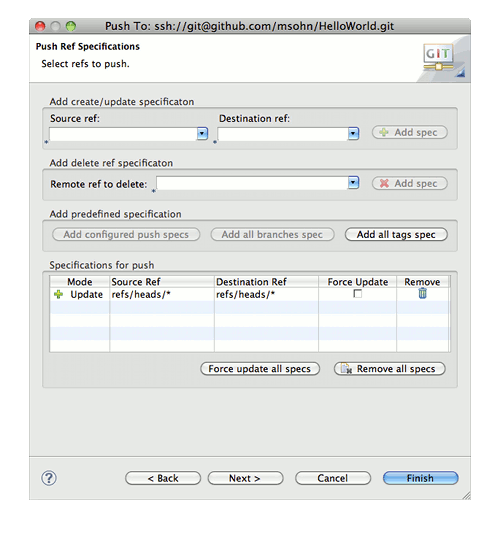 Push To: ssh://git@github.com/msohn/HelloWorld.git
Push Ref Specifications
Select refs to push.
GIT
Add create/update specificaton
Source ref:
Destination ref:
Add spec
Add delete ref specificaton
Remote ref to delete:
Add spec
Add predefined specification
Add configured push specs
Add all branches spec
Add all tags spec
Specifications for push
Mode Source Ref Destination Ref Force Update Remove
Update refs/heads/* refs/heads/*
Force update all specs
Remove all specs
?
< Back
Next >
Cancel
Finish